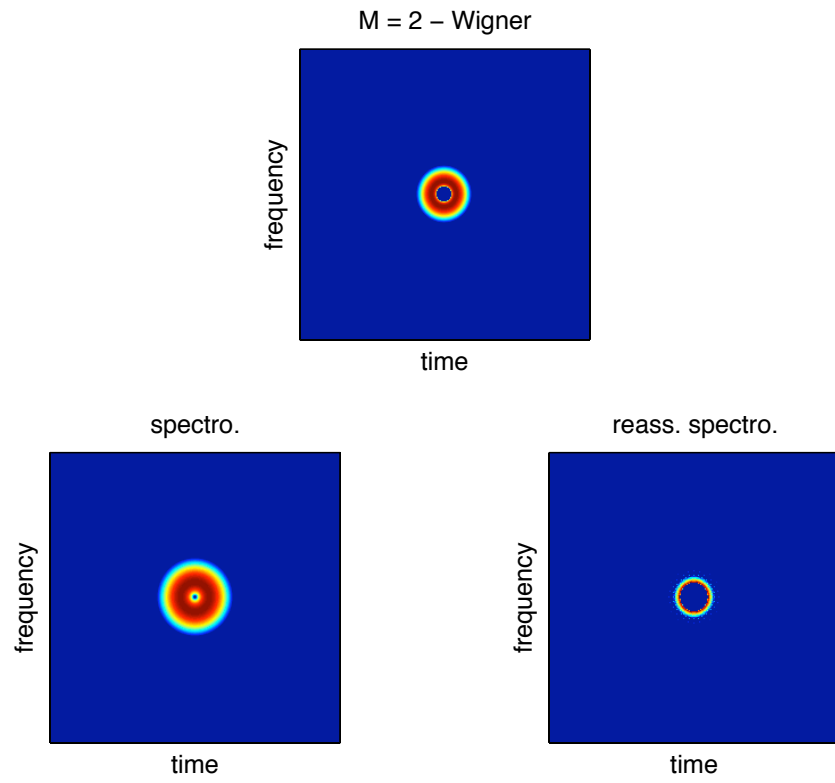 M = 2 – Wigner
frequency
time
spectro.
frequency
time
reass. spectro.
frequency
time